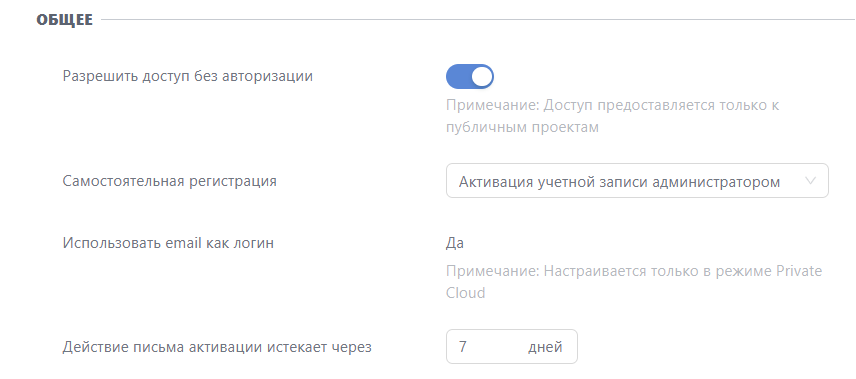 ОБЩЕЕ
Разрешить доступ без авторизации
Примечание: Доступ предоставляется только к
публичным проектам
Самостоятельная регистрация
Активация учетной записи администратором
Использовать email как логин
Да
Примечание: Настраивается только в режиме Private
Cloud
Действие письма активации истекает через
7 дней